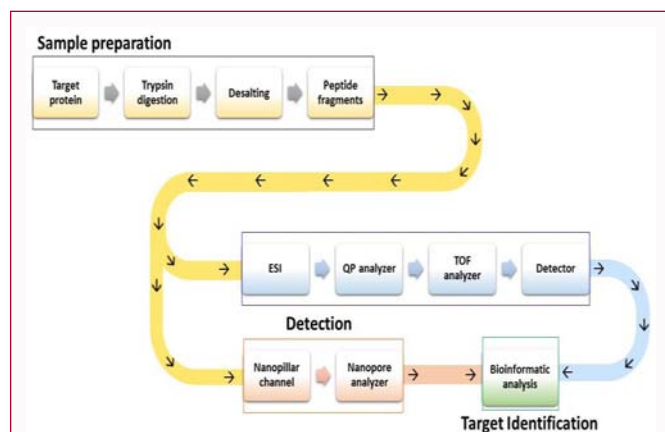 Sample preparation
Target
protein
Trypsin
digestion
Desalting
Peptide
fragments
ESI
QP analyzer
TOF
analyzer
Detector
Detection
Nanopillar
channel
Nanopore
analyzer
Bioinformatic
analysis
Target Identification